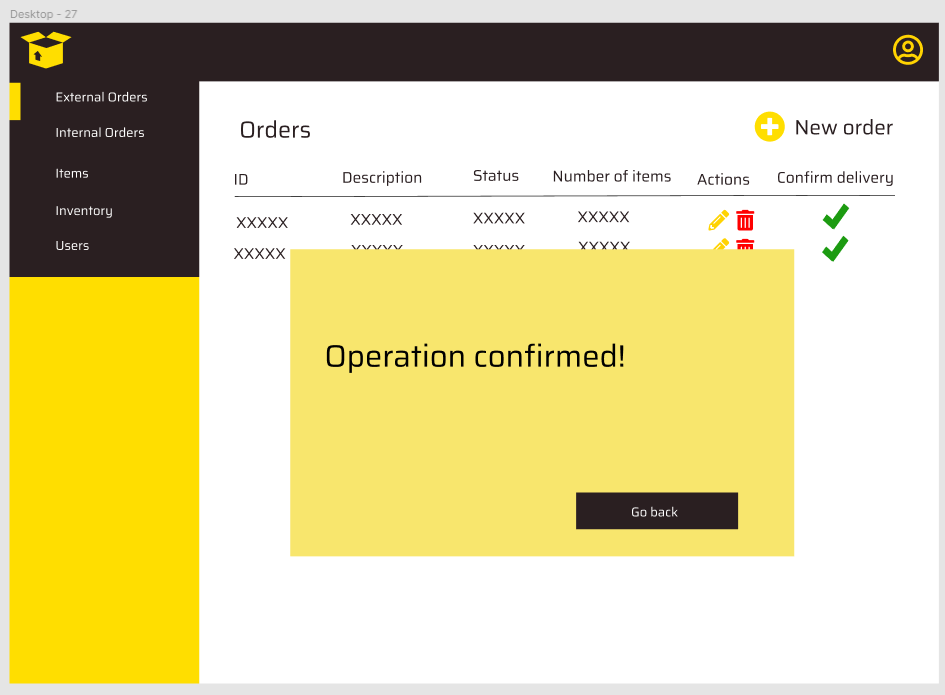 Desktop - 27
External Orders
Internal Orders
Items
Inventory
Users
Orders
New order
ID Description Status Number of items Actions Confirm delivery
XXXXX XXXXX XXXXX XXXXX
XXXXX XXXXX XXXXX XXXXX
Operation confirmed!
Go back